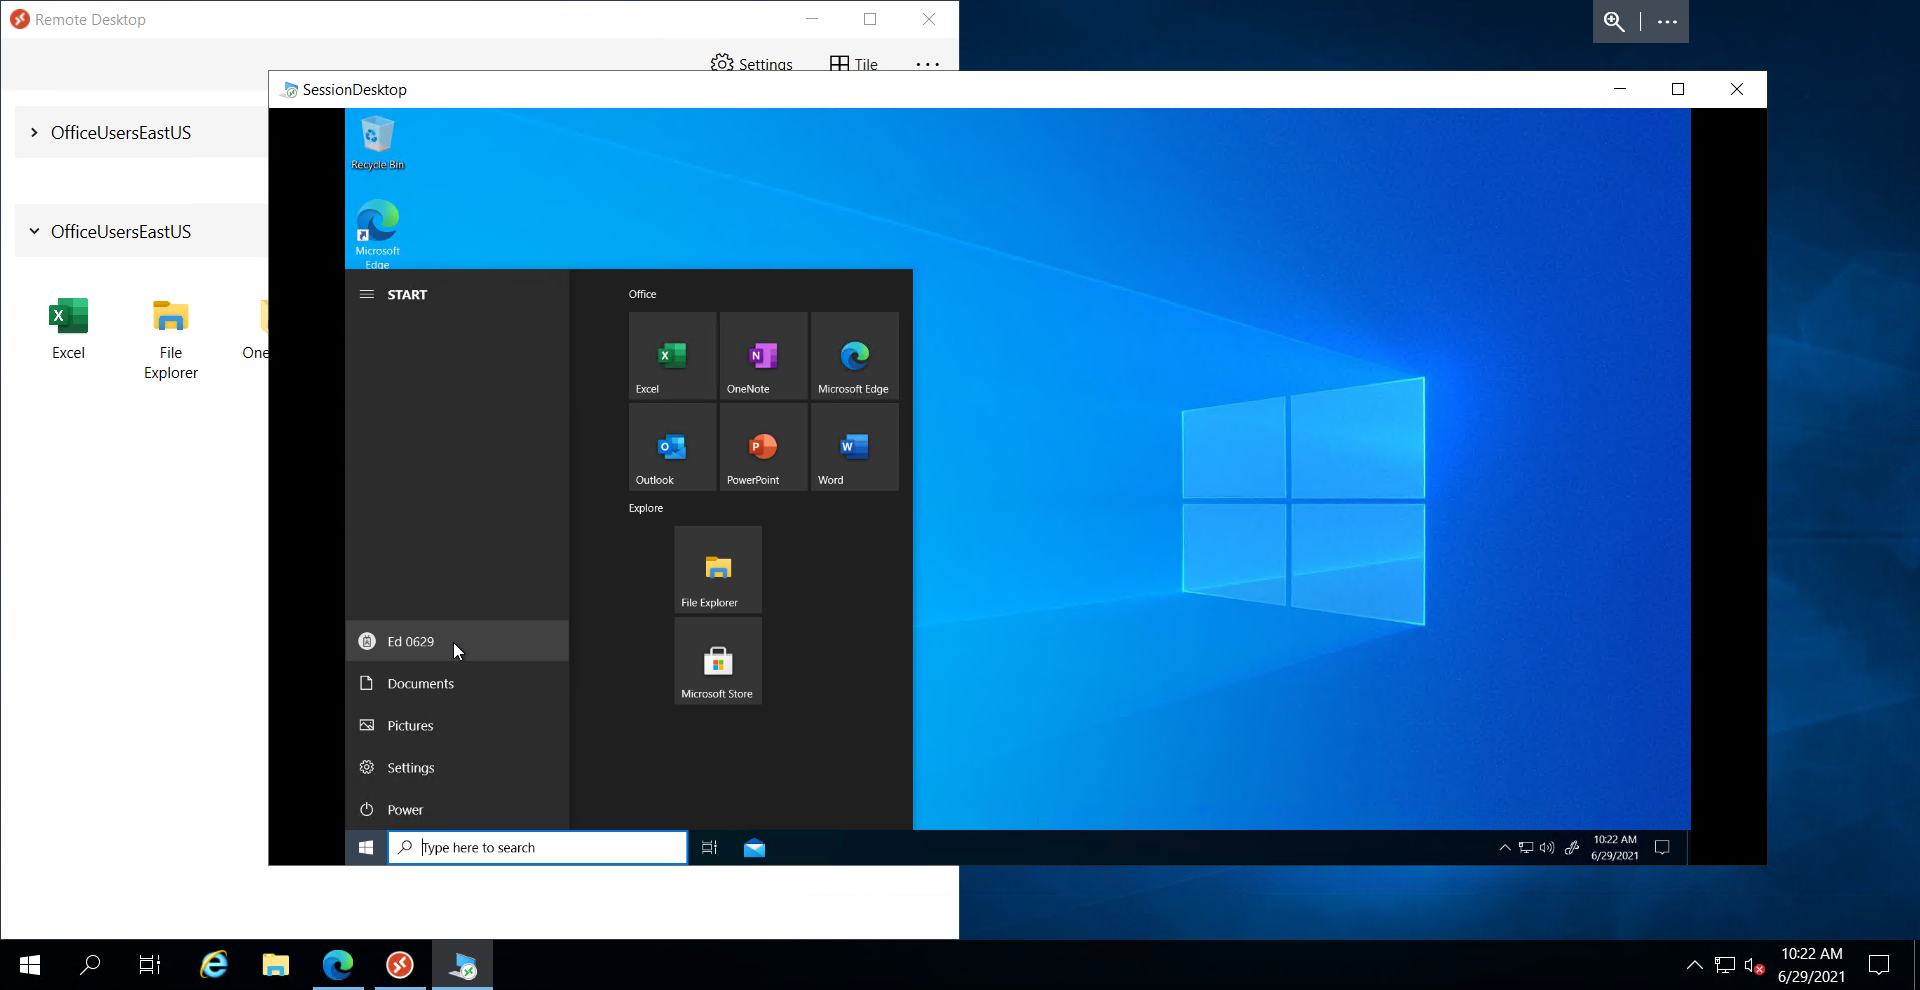 Remote Desktop
Settings
Tile
SessionDesktop
OfficeUsersEastUS
OfficeUsersEastUS
Excel
File
Explorer
One
Recycle Bin
Microsoft
Edge
START
Office
Excel
OneNote
Microsoft Edge
Outlook
PowerPoint
Word
Explore
File Explorer
Microsoft Store
Ed 0629
Documents
Pictures
Settings
Power
Type here to search
10:22 AM
6/29/2021
10:22 AM
6/29/2021